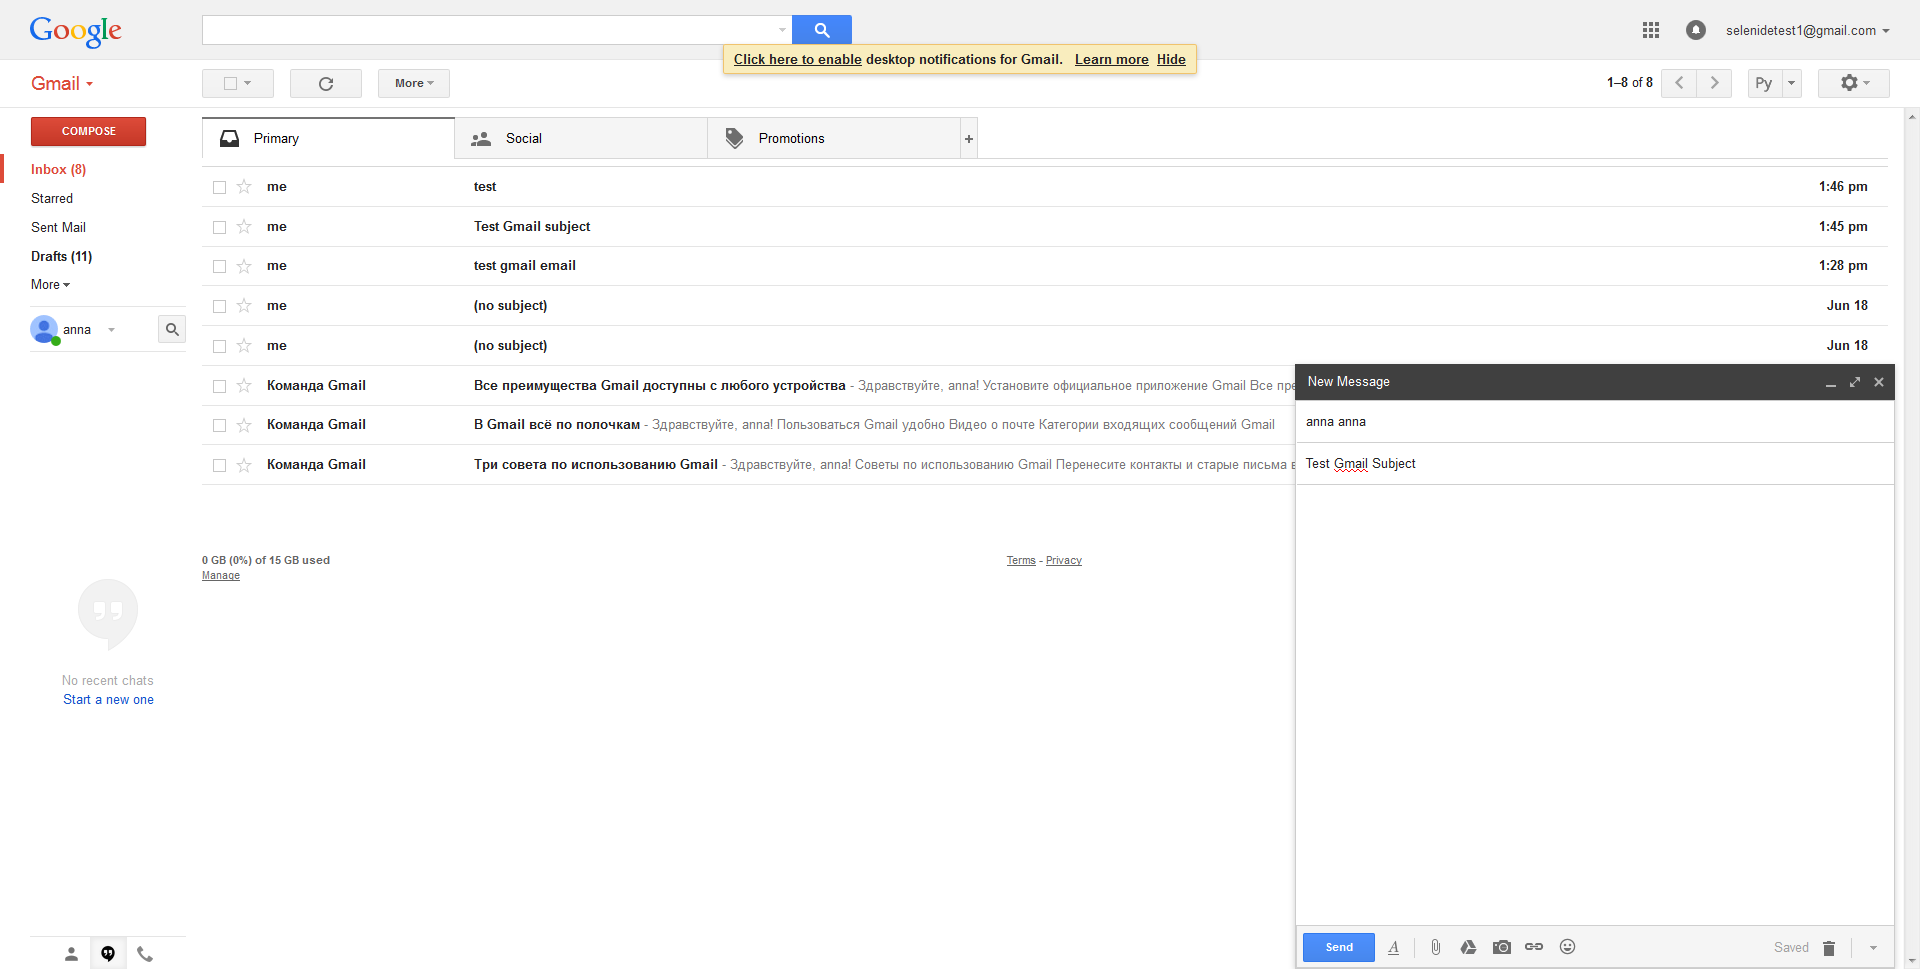 Google
selenidetest1@gmail.com
Click here to enable desktop notifications for Gmail. Learn more Hide
Gmail
More
1–8 of 8
Ру
COMPOSE
Inbox (8)
Starred
Sent Mail
Drafts (11)
More
anna
Primary
Social
Promotions
+
me test 1:46 pm
me Test Gmail subject 1:45 pm
me test gmail email 1:28 pm
me (no subject) Jun 18
me (no subject) Jun 18
Команда Gmail Все преимущества Gmail доступны с любого устройства - Здравствуйте, anna! Установите официальное приложение Gmail Все пре
Команда Gmail В Gmail всё по полочкам - Здравствуйте, anna! Пользоваться Gmail удобно Видео о почте Категории входящих сообщений Gmail
Команда Gmail Три совета по использованию Gmail - Здравствуйте, anna! Советы по использованию Gmail Перенесите контакты и старые письма в
0 GB (0%) of 15 GB used
Manage
Terms - Privacy
No recent chats
Start a new one
New Message
anna anna
Test Gmail Subject
Send
A
Saved